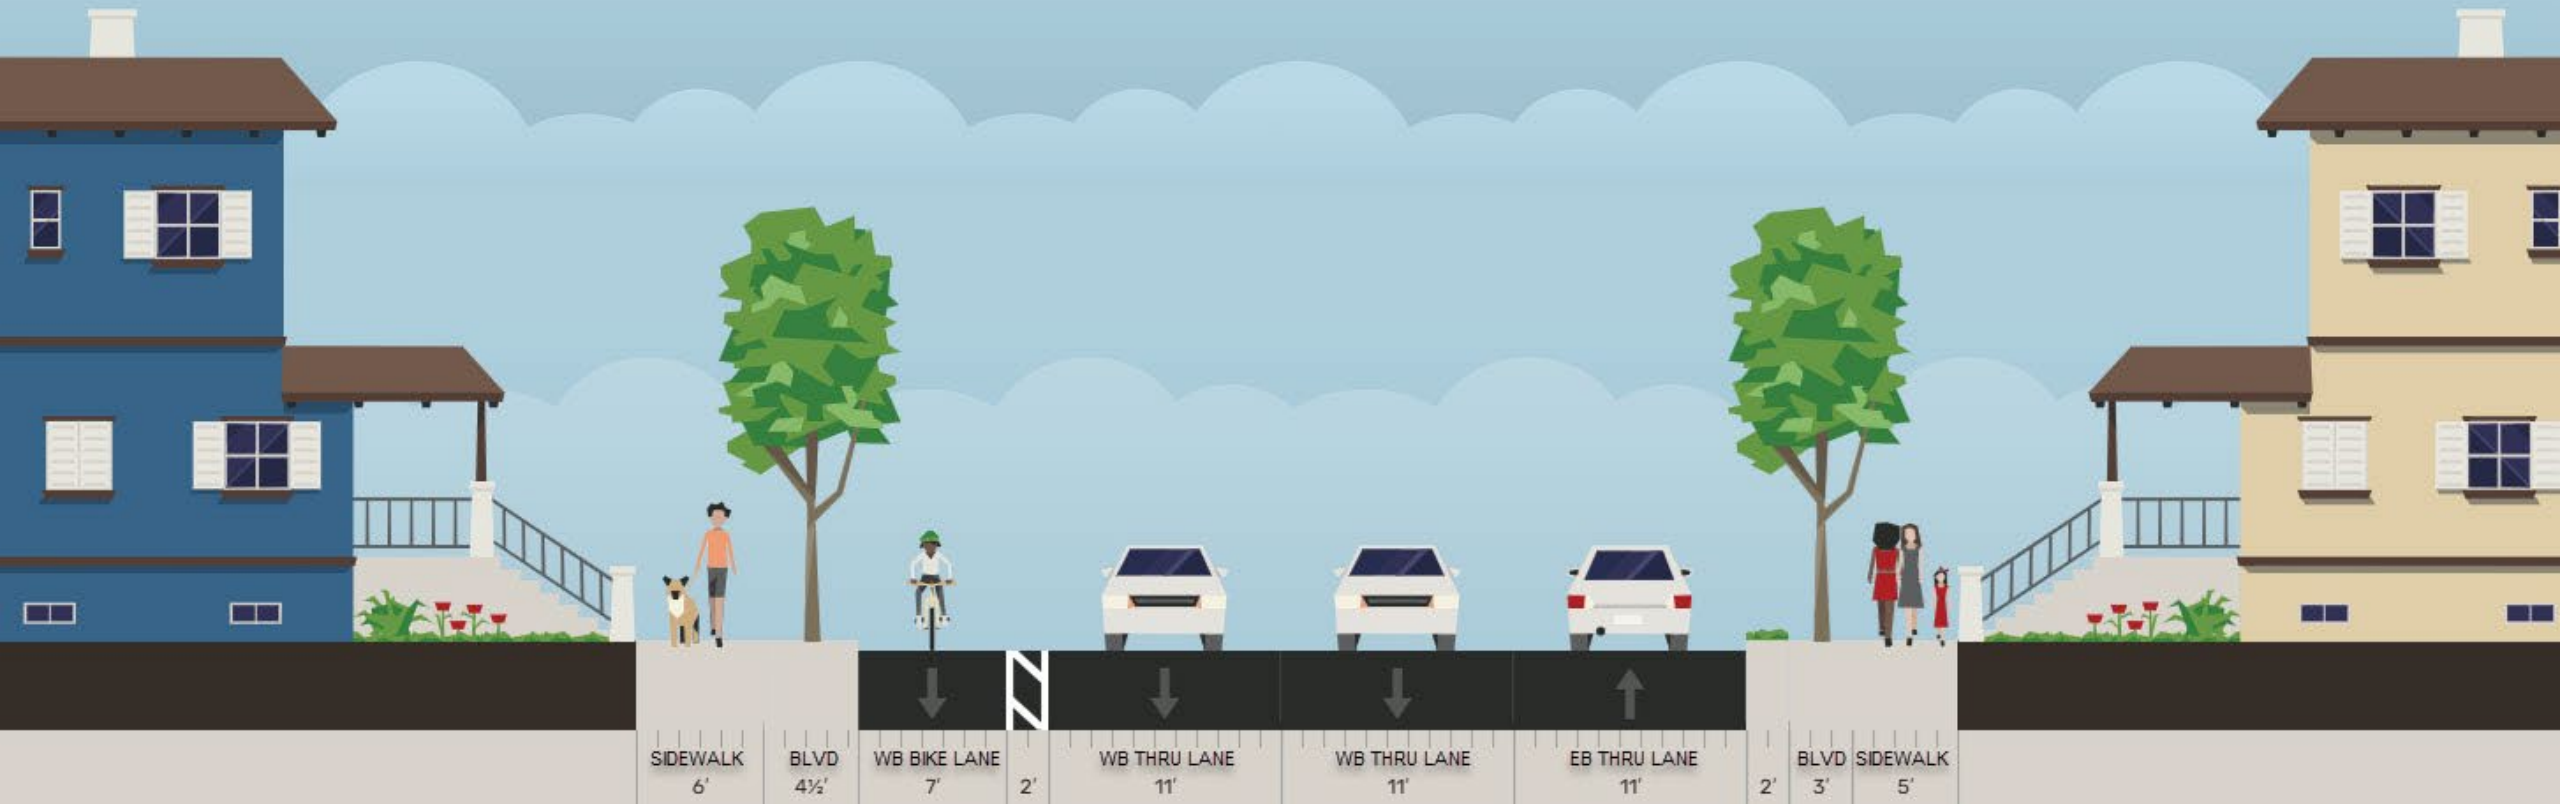 SIDEWALK
6'
BLVD
4½'
WB BIKE LANE
7'
2'
WB THRU LANE
11'
WB THRU LANE
11'
EB THRU LANE
11'
2'
BLVD
3'
SIDEWALK
5'